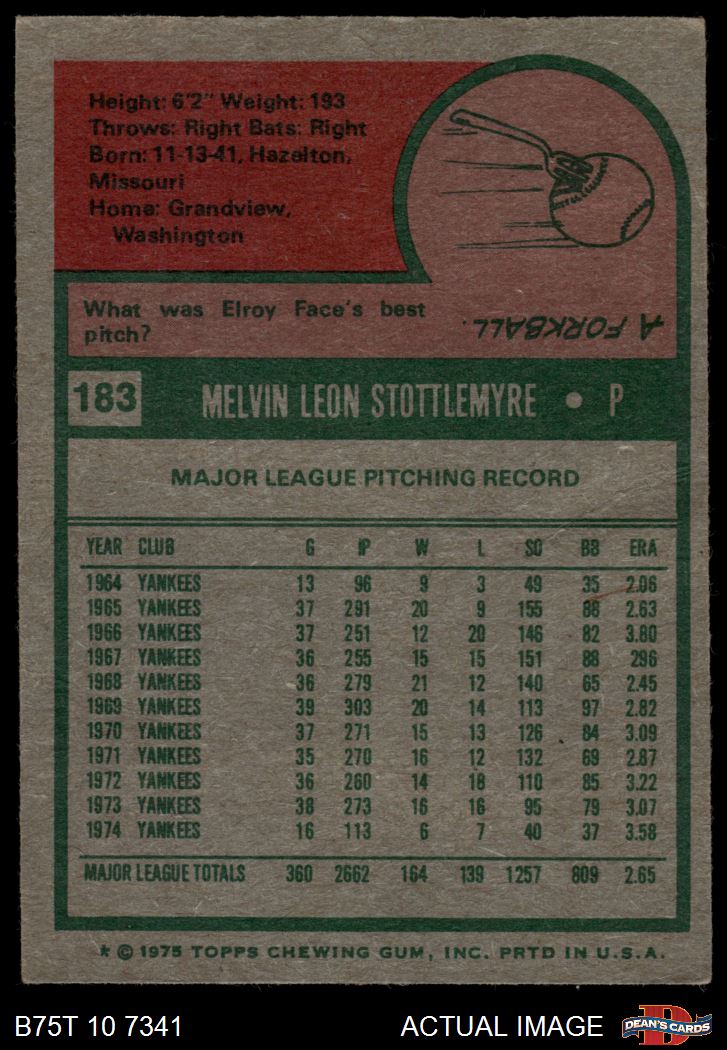 Height: 6'2" Weight: 193
Throws: Right Bats: Right
Born: 11-13-41, Hazelton,
Missouri
Home: Grandview,
Washington
What was Elroy Face's best
pitch?
A FORKBALL.
183 MELVIN LEON STOTTLEMYRE • P
MAJOR LEAGUE PITCHING RECORD
YEAR CLUB G IP W L SO BB ERA
1964 YANKEES 13 96 9 3 49 35 2.06
1965 YANKEES 37 291 20 9 155 88 2.63
1966 YANKEES 37 251 12 20 146 82 3.80
1967 YANKEES 36 255 15 15 151 88 296
1968 YANKEES 36 279 21 12 140 65 2.45
1969 YANKEES 39 303 20 14 113 97 2.82
1970 YANKEES 37 271 15 13 126 84 3.09
1971 YANKEES 35 270 16 12 132 69 2.87
1972 YANKEES 36 260 14 18 110 85 3.22
1973 YANKEES 38 273 16 16 95 79 3.07
1974 YANKEES 16 113 6 7 40 37 3.58
MAJOR LEAGUE TOTALS 360 2662 164 139 1257 809 2.65
* © 1975 TOPPS CHEWING GUM, INC. PRTD IN U.S.A.
B75T 10 7341 ACTUAL IMAGE D DEAN'S CARDS